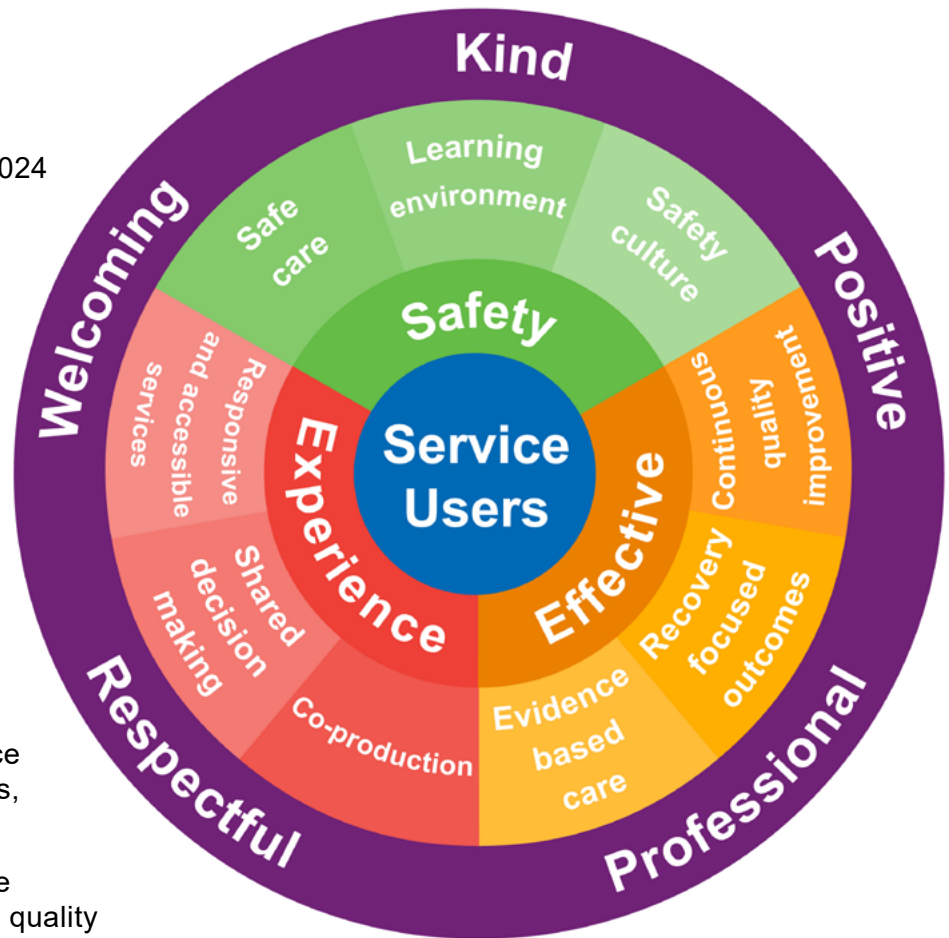 Kind
024
Welcoming
Positive
Learning
environment
Safe
care
Safety
culture
Safety
Responsive
and accessible
services
Continuous
quality
improvement
Experience
Service
Users
Effective
Shared
decision
making
Recovery
focused
outcomes
Co-production
Evidence
based
care
Respectful
Professional
ce
s,
e
quality